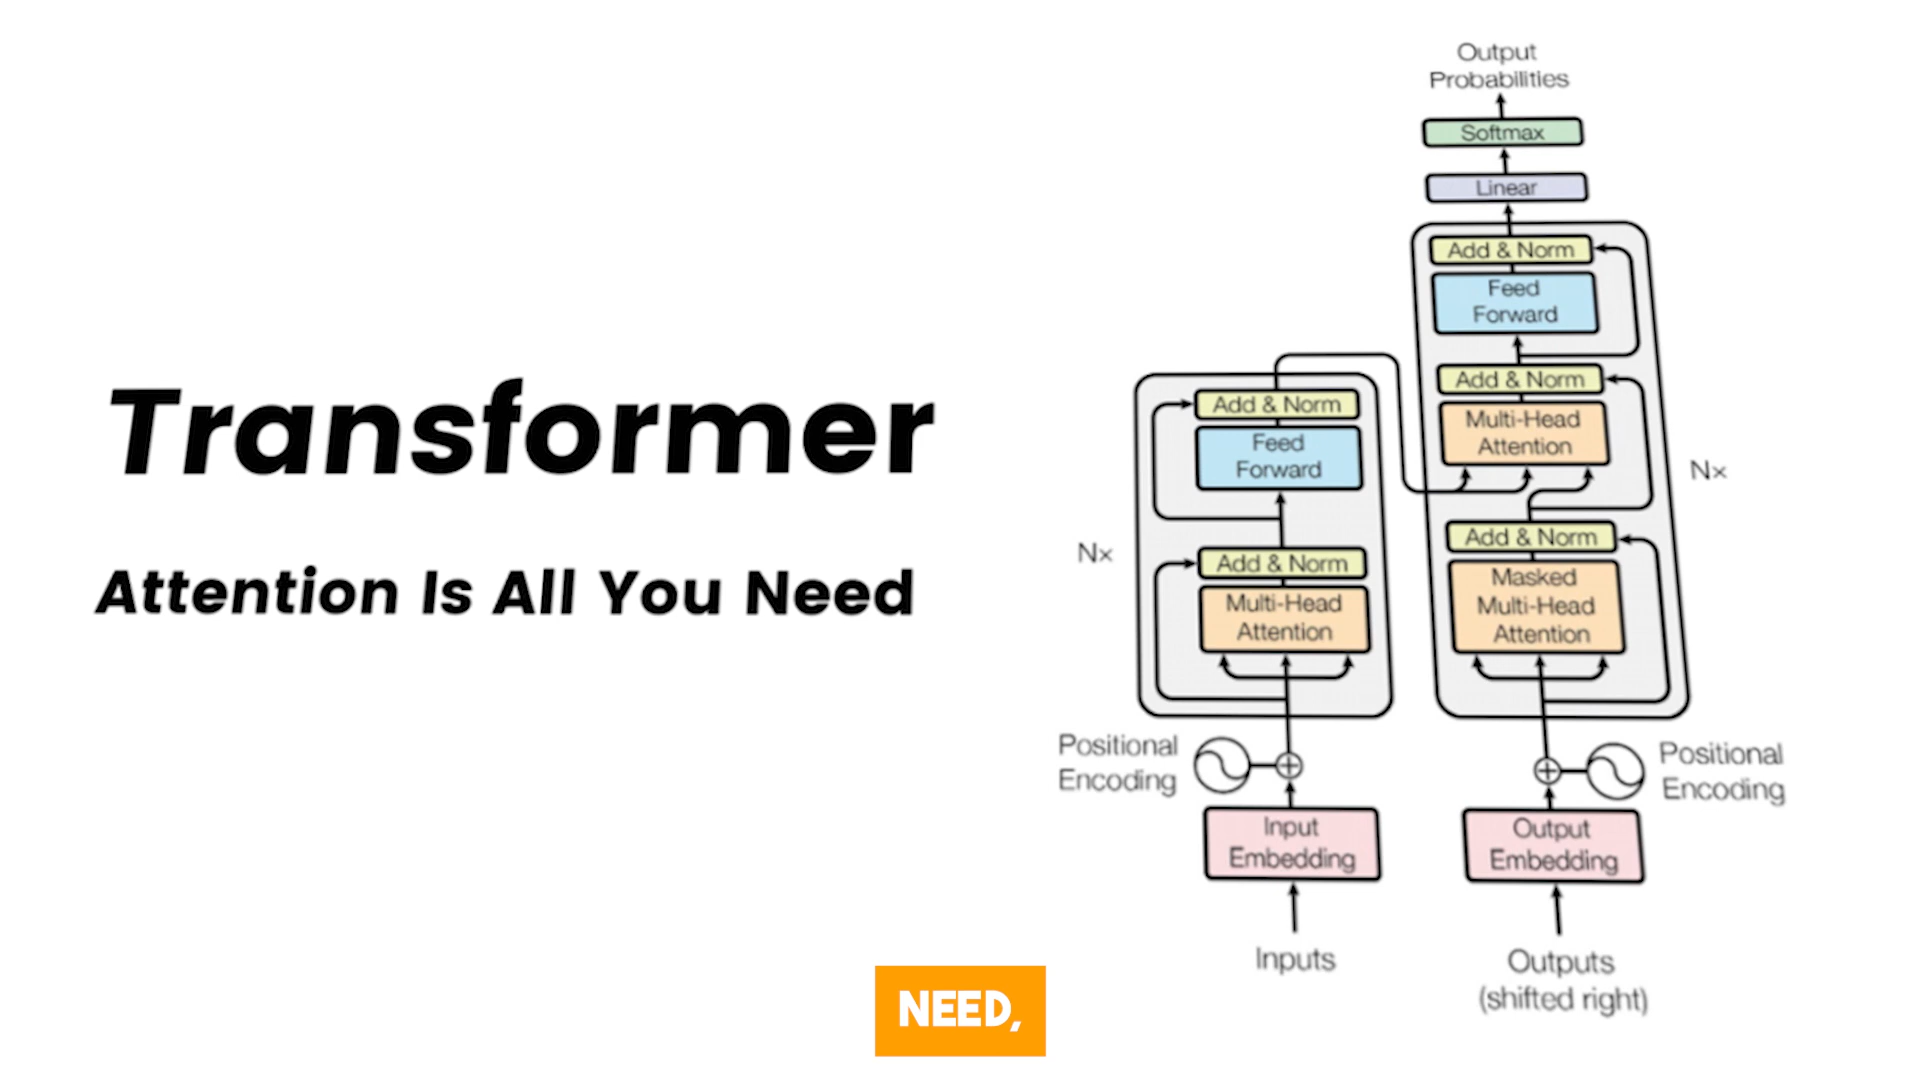 Transformer
Attention Is All You Need
Output
Probabilities
Softmax
Linear
Add & Norm
Feed
Forward
Add & Norm
Multi-Head
Attention
Nx
Add & Norm
Masked
Multi-Head
Attention
Add & Norm
Feed
Forward
Nx
Add & Norm
Multi-Head
Attention
Positional
Encoding
Positional
Encoding
Input
Embedding
Output
Embedding
Inputs
Outputs
(shifted right)
NEED,